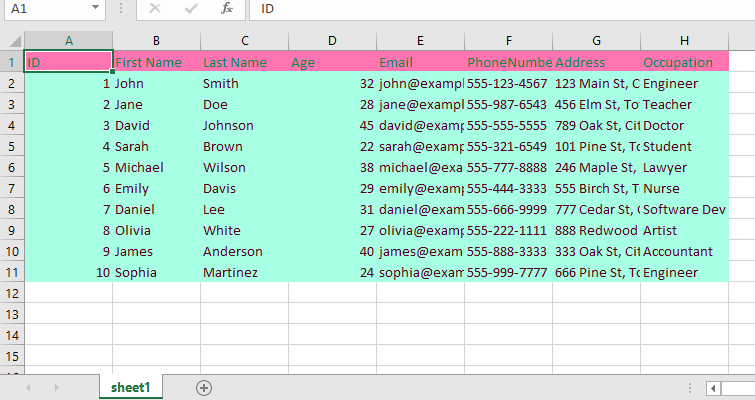 A1 fx ID
A B C D E F G H
1 ID First Name Last Name Age Email PhoneNumbe Address Occupation
2 1 John Smith 32 john@exampl 555-123-4567 123 Main St, C Engineer
3 2 Jane Doe 28 jane@exampl 555-987-6543 456 Elm St, To Teacher
4 3 David Johnson 45 david@examp 555-555-5555 789 Oak St, Cit Doctor
5 4 Sarah Brown 22 sarah@examp 555-321-6549 101 Pine St, To Student
6 5 Michael Wilson 38 michael@exa 555-777-8888 246 Maple St, Lawyer
7 6 Emily Davis 29 emily@examp 555-444-3333 555 Birch St, T Nurse
8 7 Daniel Lee 31 daniel@exam 555-666-9999 777 Cedar St, Software Dev
9 8 Olivia White 27 olivia@examp 555-222-1111 888 Redwood Artist
10 9 James Anderson 40 james@exam 555-888-3333 333 Oak St, Cit Accountant
11 10 Sophia Martinez 24 sophia@exam 555-999-7777 666 Pine St, To Engineer
12
13
14
15
sheet1